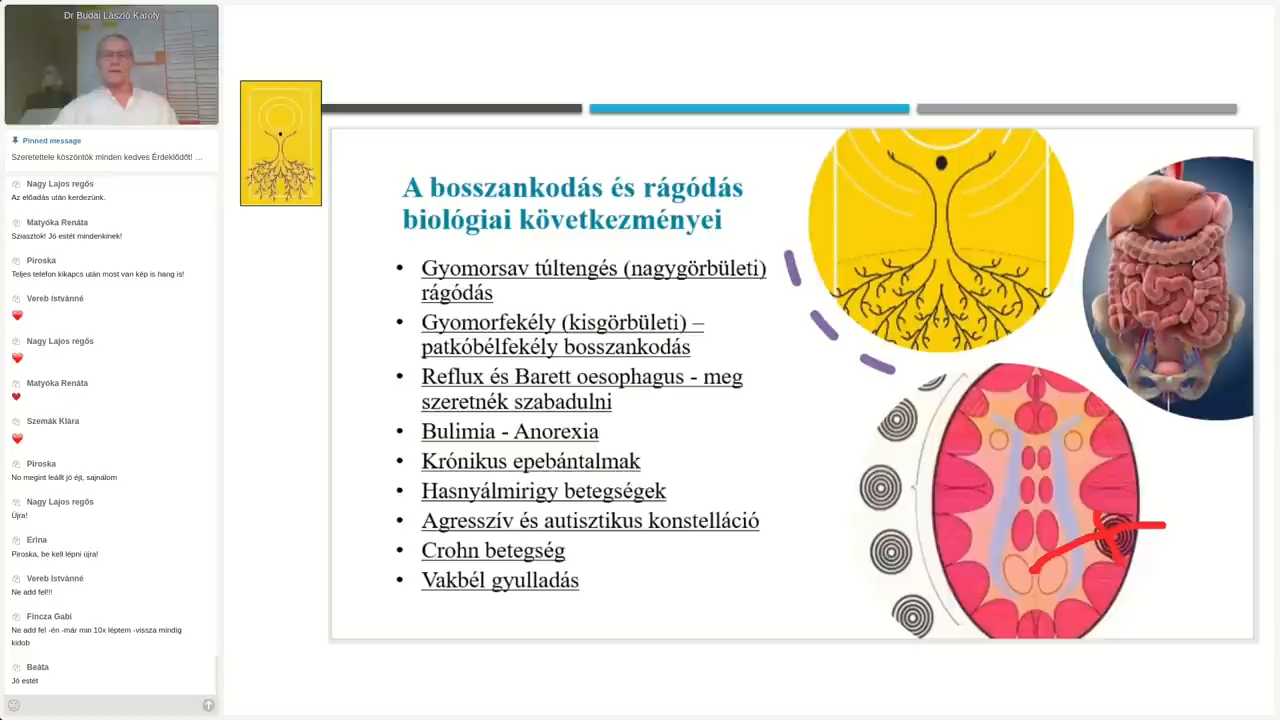 Dr Budai László Károly
Pinned message
Szeretettele köszöntök minden kedves Érdeklődőt! …
Nagy Lajos regős
Az előadás után kerdezünk.
Matyóka Renáta
Sziasztok! Jó estét mindenkinek!
Piroska
Teljes telefon kikapcs után most van kép is hang is!
Vereb Istvánné
Nagy Lajos regős
Matyóka Renáta
Szemák Klára
Piroska
No megint leállt jó éjt, sajnálom
Nagy Lajos regős
Újra!
Erina
Piroska, be kell lépni újra!
Vereb Istvánné
Ne add fel!!!
Fincza Gabi
Ne add fel -én -már min 10x léptem -vissza mindig
kidob
Beáta
Jó estét
A bosszankodás és rágódás
biológiai következményei
• Gyomorsav túltengés (nagygörbületi)
rágódás
• Gyomorfekély (kisgörbületi) –
patkóbélfekély bosszankodás
• Reflux és Barett oesophagus - meg
szeretnék szabadulni
• Bulimia - Anorexia
• Krónikus epebántalmak
• Hasnyálmirigy betegségek
• Agresszív és autisztikus konstelláció
• Crohn betegség
• Vakbél gyulladás